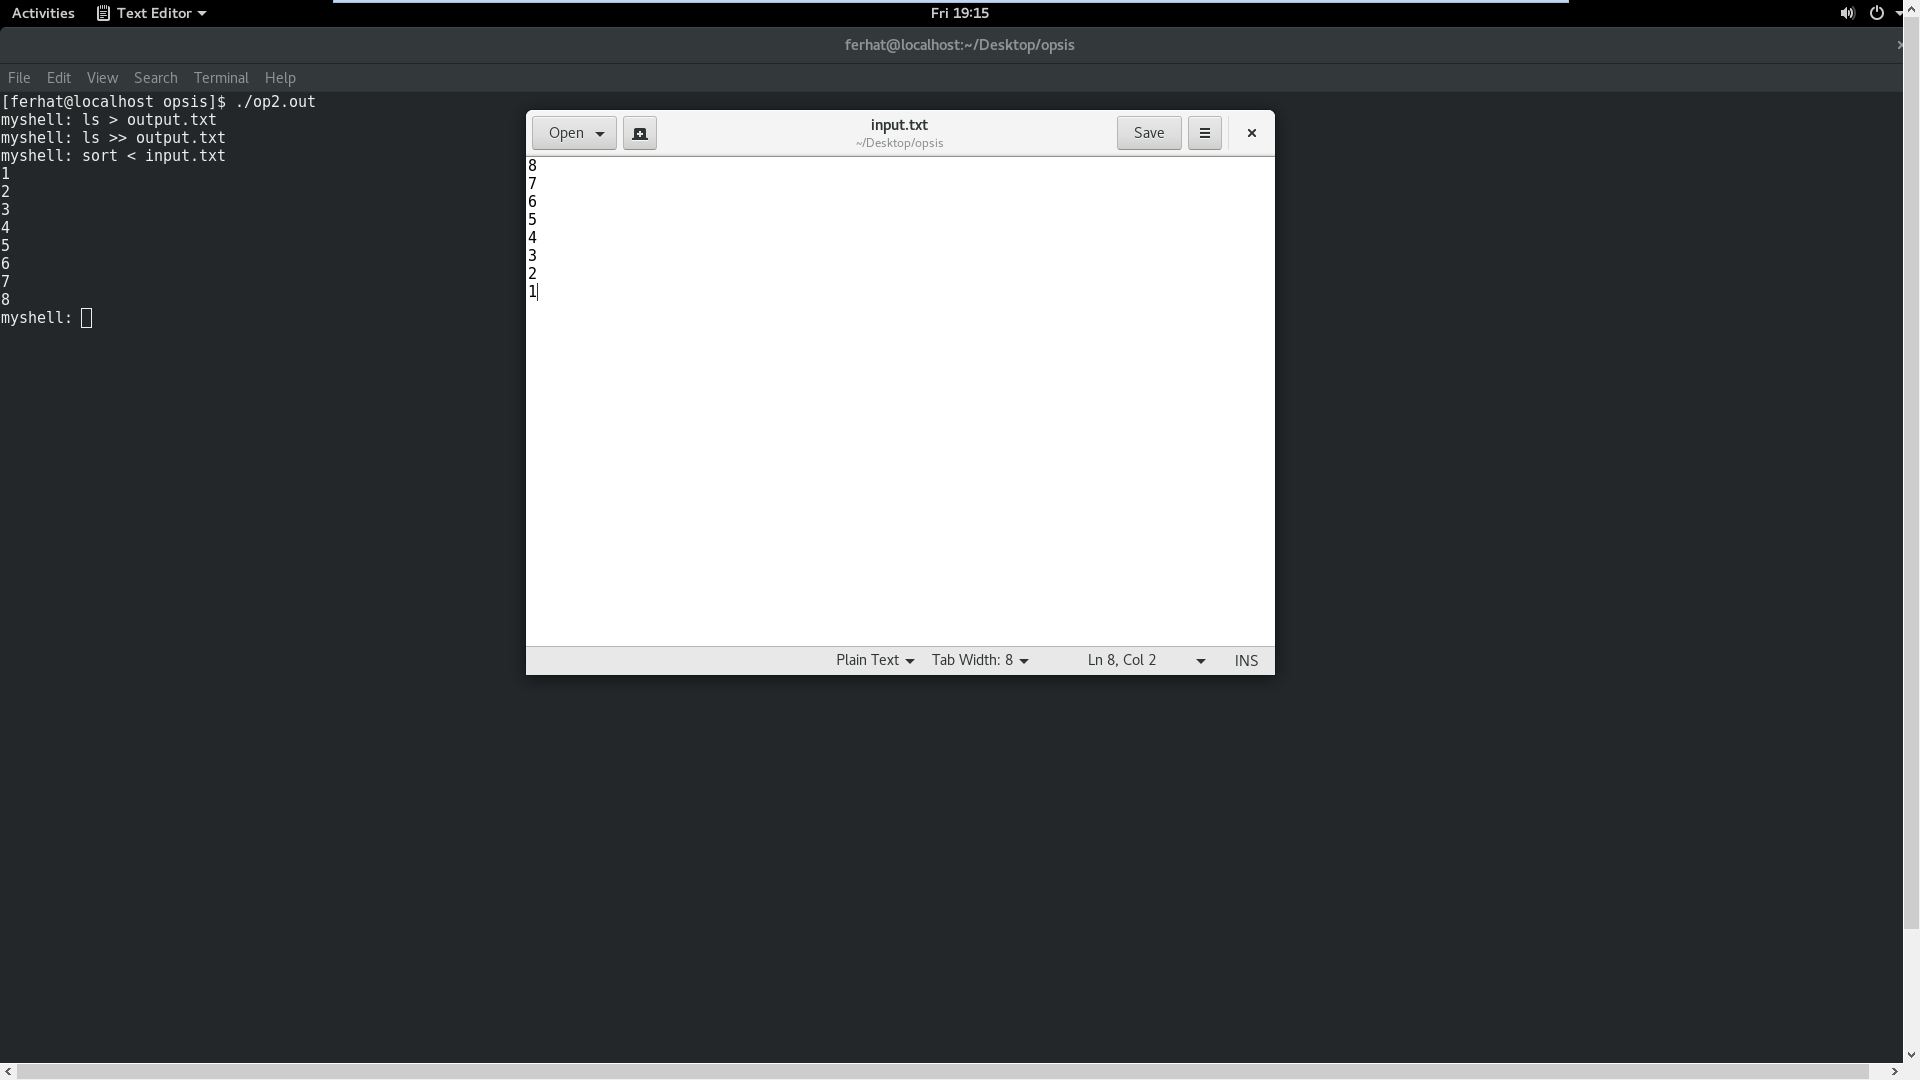 Activities Text Editor Fri 19:15
ferhat@localhost:~/Desktop/opsis
File Edit View Search Terminal Help
[ferhat@localhost opsis]$ ./op2.out
myshell: ls > output.txt
myshell: ls >> output.txt
myshell: sort < input.txt
1
2
3
4
5
6
7
8
myshell:
Open input.txt Save
~/Desktop/opsis
8
7
6
5
4
3
2
1
Plain Text Tab Width: 8 Ln 8, Col 2 INS